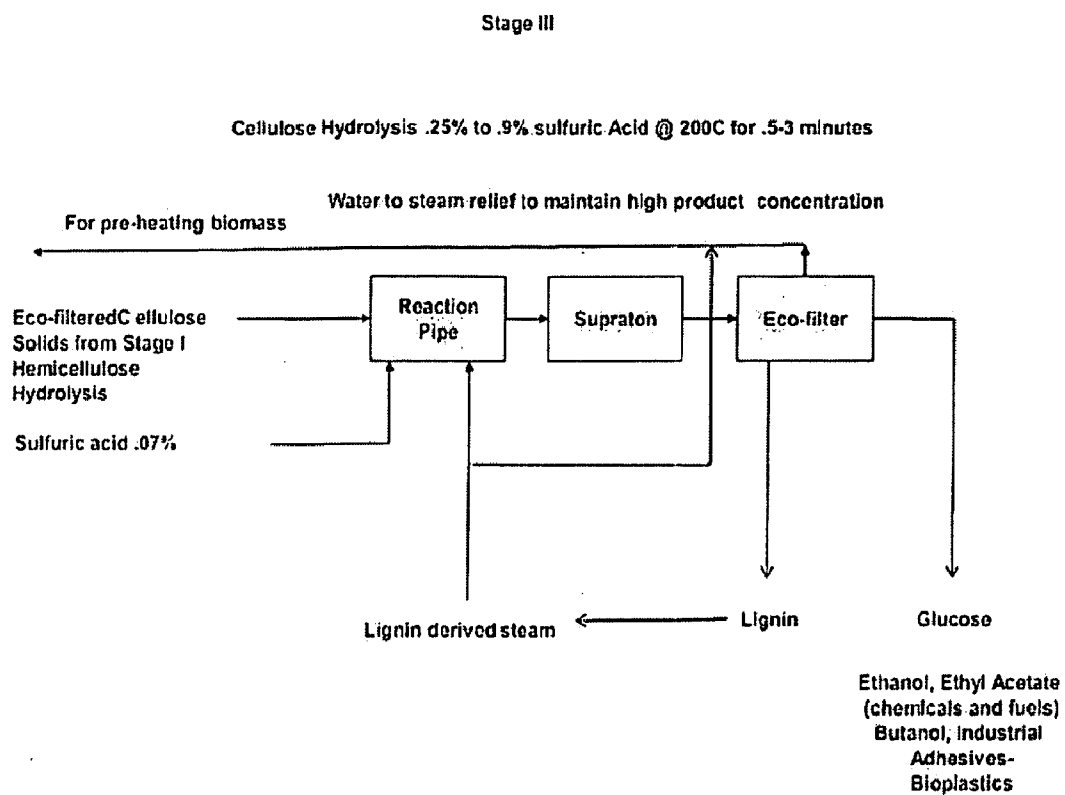 Stage III
Cellulose Hydrolysis .25% to .9% sulfuric Acid @ 200C for .5-3 minutes
Water to steam relief to maintain high product concentration
For pre-heating biomass
Reaction
Pipe
Supraton
Eco-filter
Eco-filteredC ellulose
Solids from Stage I
Hemicellulose
Hydrolysis
Sulfuric acid .07%
Lignin derived steam
Lignin
Glucose
Ethanol, Ethyl Acetate
(chemicals and fuels)
Butanol, Industrial
Adhesives-
Bioplastics